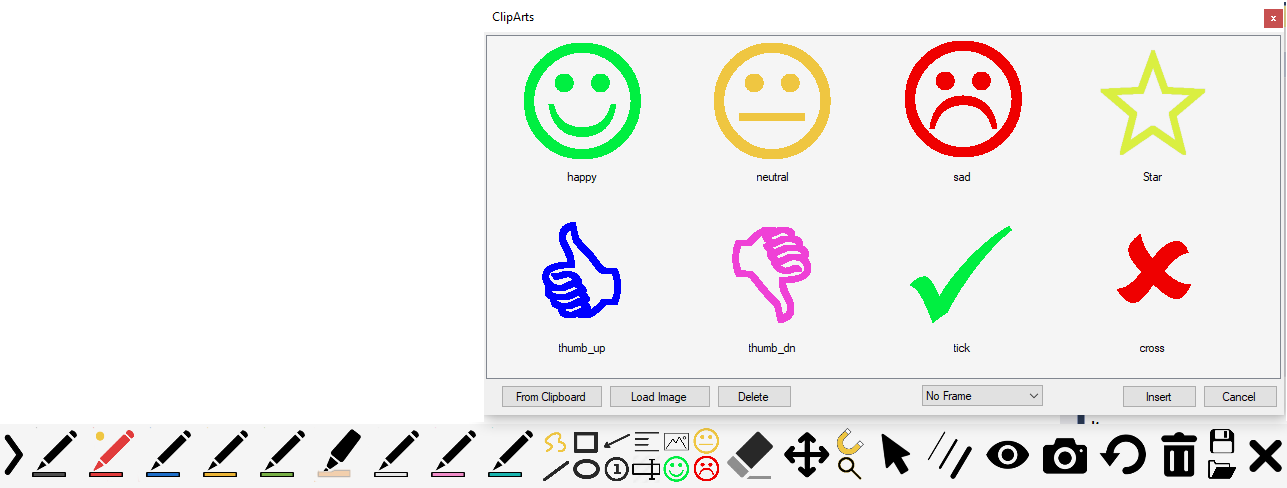 ClipArts
x
happy neutral sad Star
thumb_up thumb_dn tick cross
From Clipboard Load Image Delete No Frame Insert Cancel
1